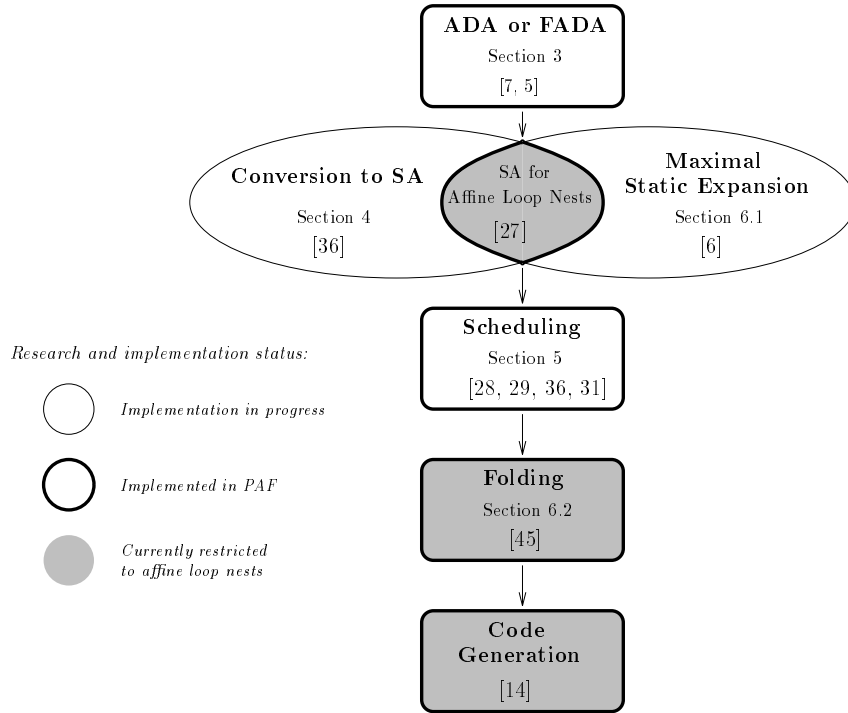 ADA or FADA
Section 3
[7, 5]
Conversion to SA
Section 4
[36]
SA for
Affine Loop Nests
[27]
Maximal
Static Expansion
Section 6.1
[6]
Scheduling
Section 5
[28, 29, 36, 31]
Research and implementation status:
Implementation in progress
Implemented in PAF
Currently restricted
to affine loop nests
Folding
Section 6.2
[45]
Code
Generation
[14]